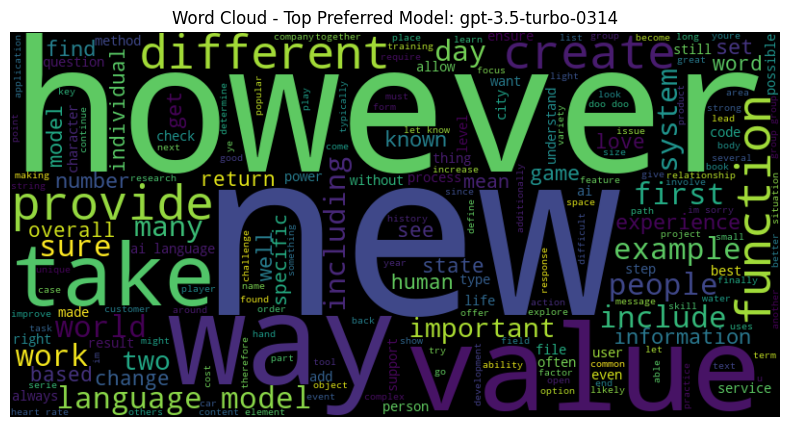 Word Cloud - Top Preferred Model: gpt-3.5-turbo-0314
find
method
different
company
together
place
training
require
learn
ensure
create
list
group
become
long
youre
set
still
great
word
possible
application
question
individual
day
allow
want
however
model
character
key
continue
check
next
get
determine
popular
ye
good
play
known
typically
must
form
come
let know
thing
level
focus
city
variety
light
understand
look
doo doo
issue
size
love
system
product
area
strong
lead
code
body
several
book
point
making
string
number
research
return
increase
power
without
since
process
mean
game
feature
ai
give
involve
relationship
situation
function
provide
new
including
additionally
define
space
path
im sorry
first
experience
project
small
overall
sure
many
well
specific
something
see
history
year
state
human
type
life
difficult
example
step
people
best
finally
better
unique
ai language
take
case
player
challenge
name
found
order
offer
response
action
explore
message
skill
water
include
improve
made
customer
around
way
important
value
world
right
task
im
might
result
therefore
hand
part
back
show
field
file
user
let
information
uses
work
two
tool
try
ability
often
factor
common
even
able
term
based
change
cost
add
object
support
complex
go
development
option
open
end
likely
practice
text
service
always
serie
car
event
person
heart rate
others
content
element
language model